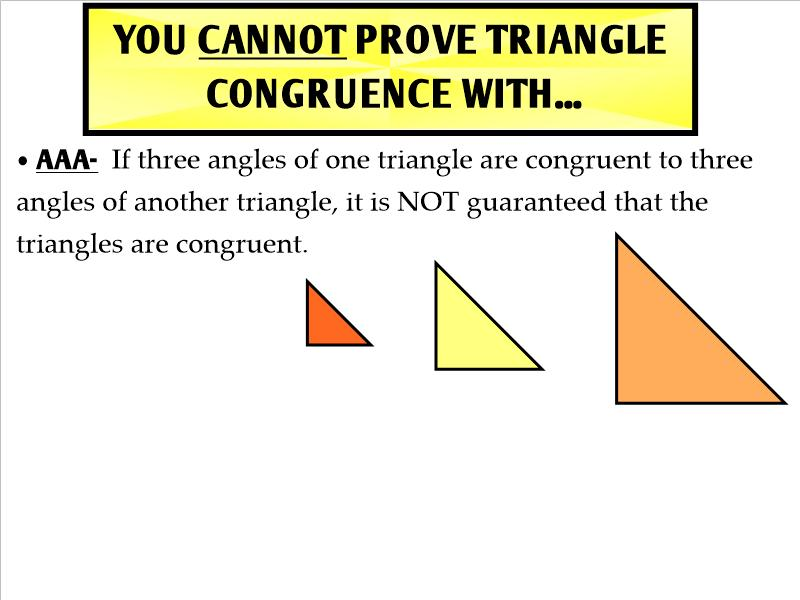 YOU CANNOT PROVE TRIANGLE
CONGRUENCE WITH...
• AAA- If three angles of one triangle are congruent to three
angles of another triangle, it is NOT guaranteed that the
triangles are congruent.